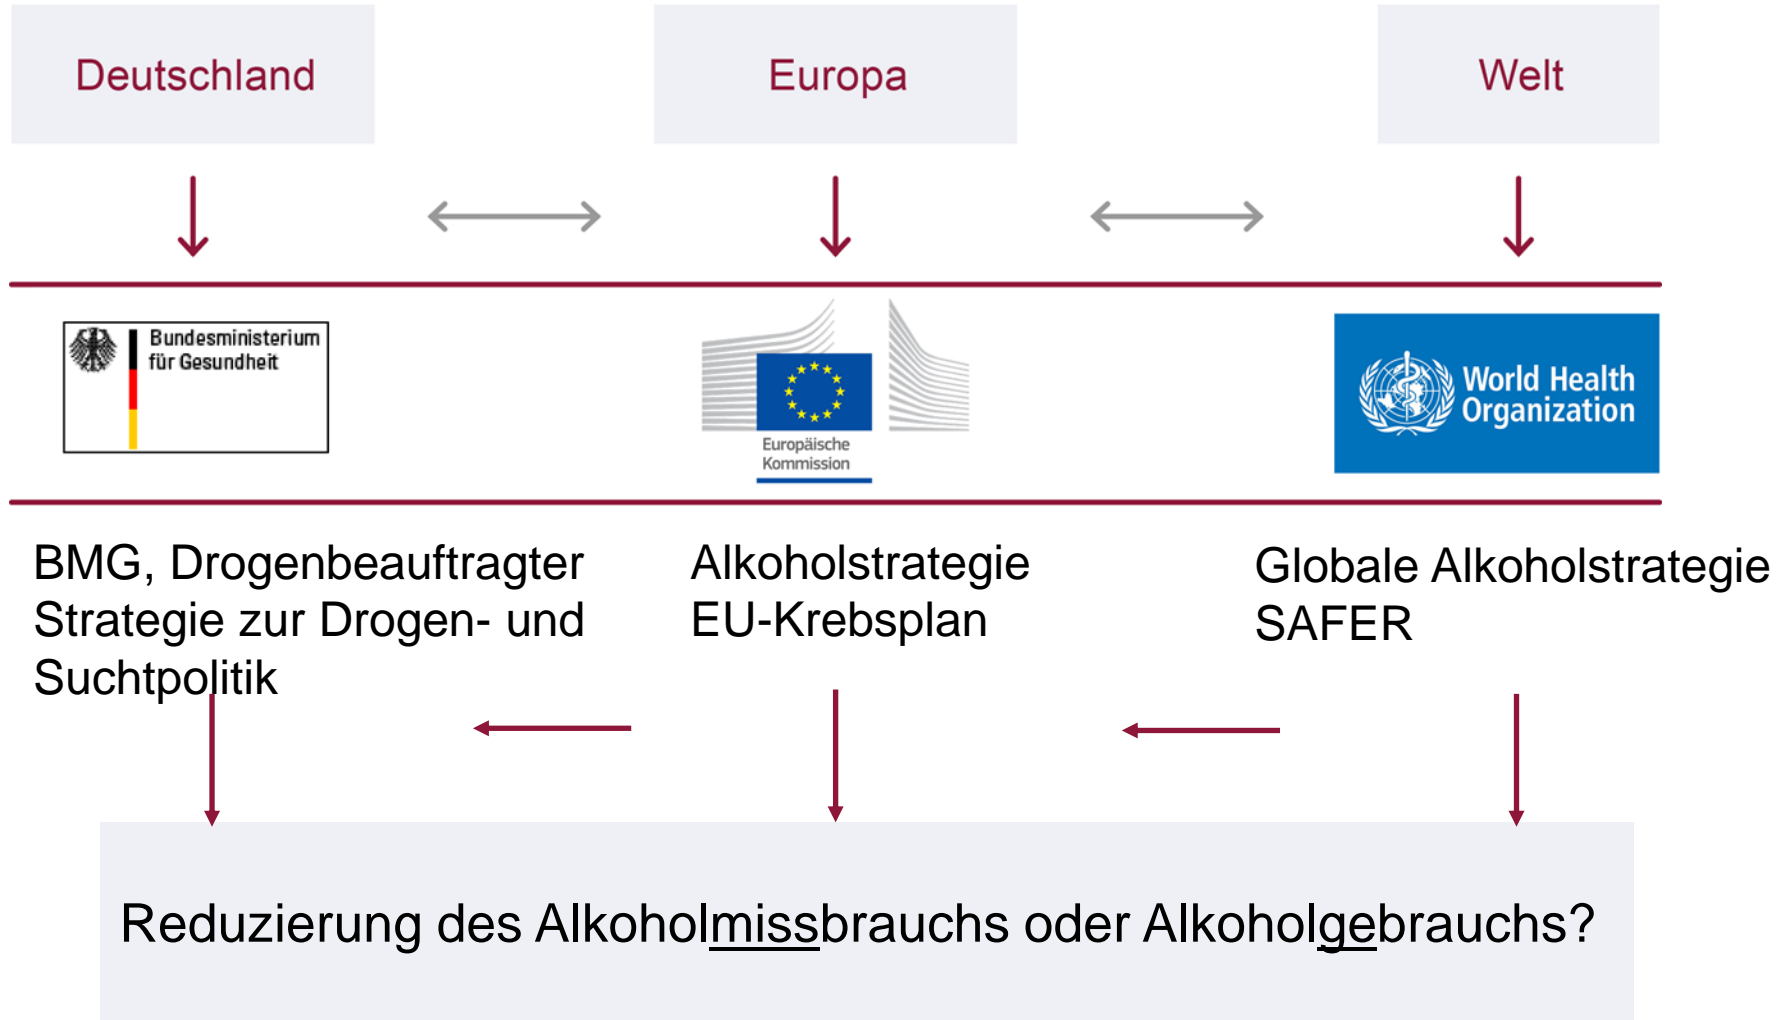 Deutschland
Europa
Welt
Bundesministerium
für Gesundheit
Europäische
Kommission
World Health
Organization
BMG, Drogenbeauftragter
Strategie zur Drogen- und
Suchtpolitik
Alkoholstrategie
EU-Krebsplan
Globale Alkoholstrategie
SAFER
Reduzierung des Alkoholmissbrauchs oder Alkoholgebrauchs?